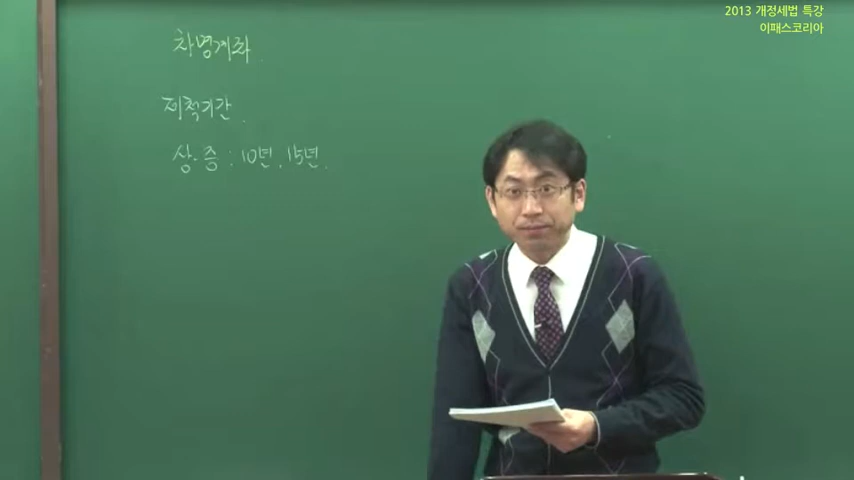 2013 개정세법 특강
이패스코리아
차명계좌
제척기간
상·증 : 10년, 15년.